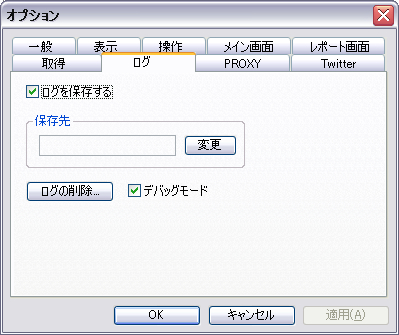 オプション
一般 表示 操作 メイン画面 レポート画面
取得 ログ PROXY Twitter
ログを保存する
保存先
変更
ログの削除... デバッグモード
OK キャンセル 適用(A)